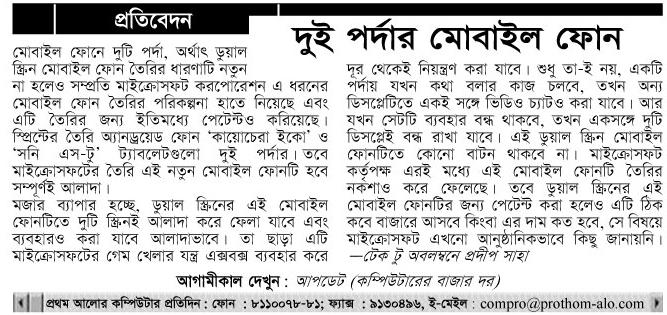 প্রতিবেদন
দুই পর্দার মোবাইল ফোন
মোবাইল ফোনে দুটি পর্দা, অর্থাৎ ডুয়াল
স্ক্রিন মোবাইল ফোন তৈরির ধারণাটি নতুন
না হলেও সম্প্রতি মাইক্রোসফট করপোরেশন এ ধরনের
মোবাইল ফোন তৈরির পরিকল্পনা হাতে নিয়েছে এবং
এটি তৈরির জন্য ইতিমধ্যে পেটেন্টও করিয়েছে।
স্প্রিন্টের তৈরি অ্যানড্রয়েড ফোন ‘কায়োচেরা ইকো’ ও
‘সনি এস-টু’ ট্যাবলেটগুলো দুই পর্দার। তবে
মাইক্রোসফটের তৈরি এই নতুন মোবাইল ফোনটি হবে
সম্পূর্ণই আলাদা।
মজার ব্যাপার হচ্ছে, ডুয়াল স্ক্রিনের এই মোবাইল
ফোনটিতে দুটি স্ক্রিনই আলাদা করে ফেলা যাবে এবং
ব্যবহারও করা যাবে আলাদাভাবে। তা ছাড়া এটি
মাইক্রোসফটের গেম খেলার যন্ত্র এক্সবক্স ব্যবহার করে
দূর থেকেই নিয়ন্ত্রণ করা যাবে। শুধু তা-ই নয়, একটি
পর্দায় যখন কথা বলার কাজ চলবে, তখন অন্য
ডিসপ্লেটিতে একই সঙ্গে ভিডিও চ্যাটও করা যাবে। আর
যখন সেটটি ব্যবহার বন্ধ থাকবে, তখন একসঙ্গে দুটি
ডিসপ্লেই বন্ধ রাখা যাবে। এই ডুয়াল স্ক্রিন মোবাইল
ফোনটিতে কোনো বাটন থাকবে না। মাইক্রোসফট
কর্তৃপক্ষ এরই মধ্যে এই মোবাইল ফোনটি তৈরির
নকশাও করে ফেলেছে। তবে ডুয়াল স্ক্রিনের এই
মোবাইল ফোনটির জন্য পেটেন্ট করা হলেও এটি ঠিক
কবে বাজারে আসবে কিংবা এর দাম কত হবে, সে বিষয়ে
মাইক্রোসফট এখনো আনুষ্ঠানিকভাবে কিছু জানায়নি।
—টেক টু অবলম্বনে প্রদীপ সাহা
আগামীকাল দেখুন : আপডেট (কম্পিউটারের বাজার দর)
প্রথম আলোর কম্পিউটার প্রতিদিন : ফোন : ৮১১০০৭৮-৮১; ফ্যাক্স : ৯১৩০৪৯৬, ই-মেইল : compro@prothom-alo.com